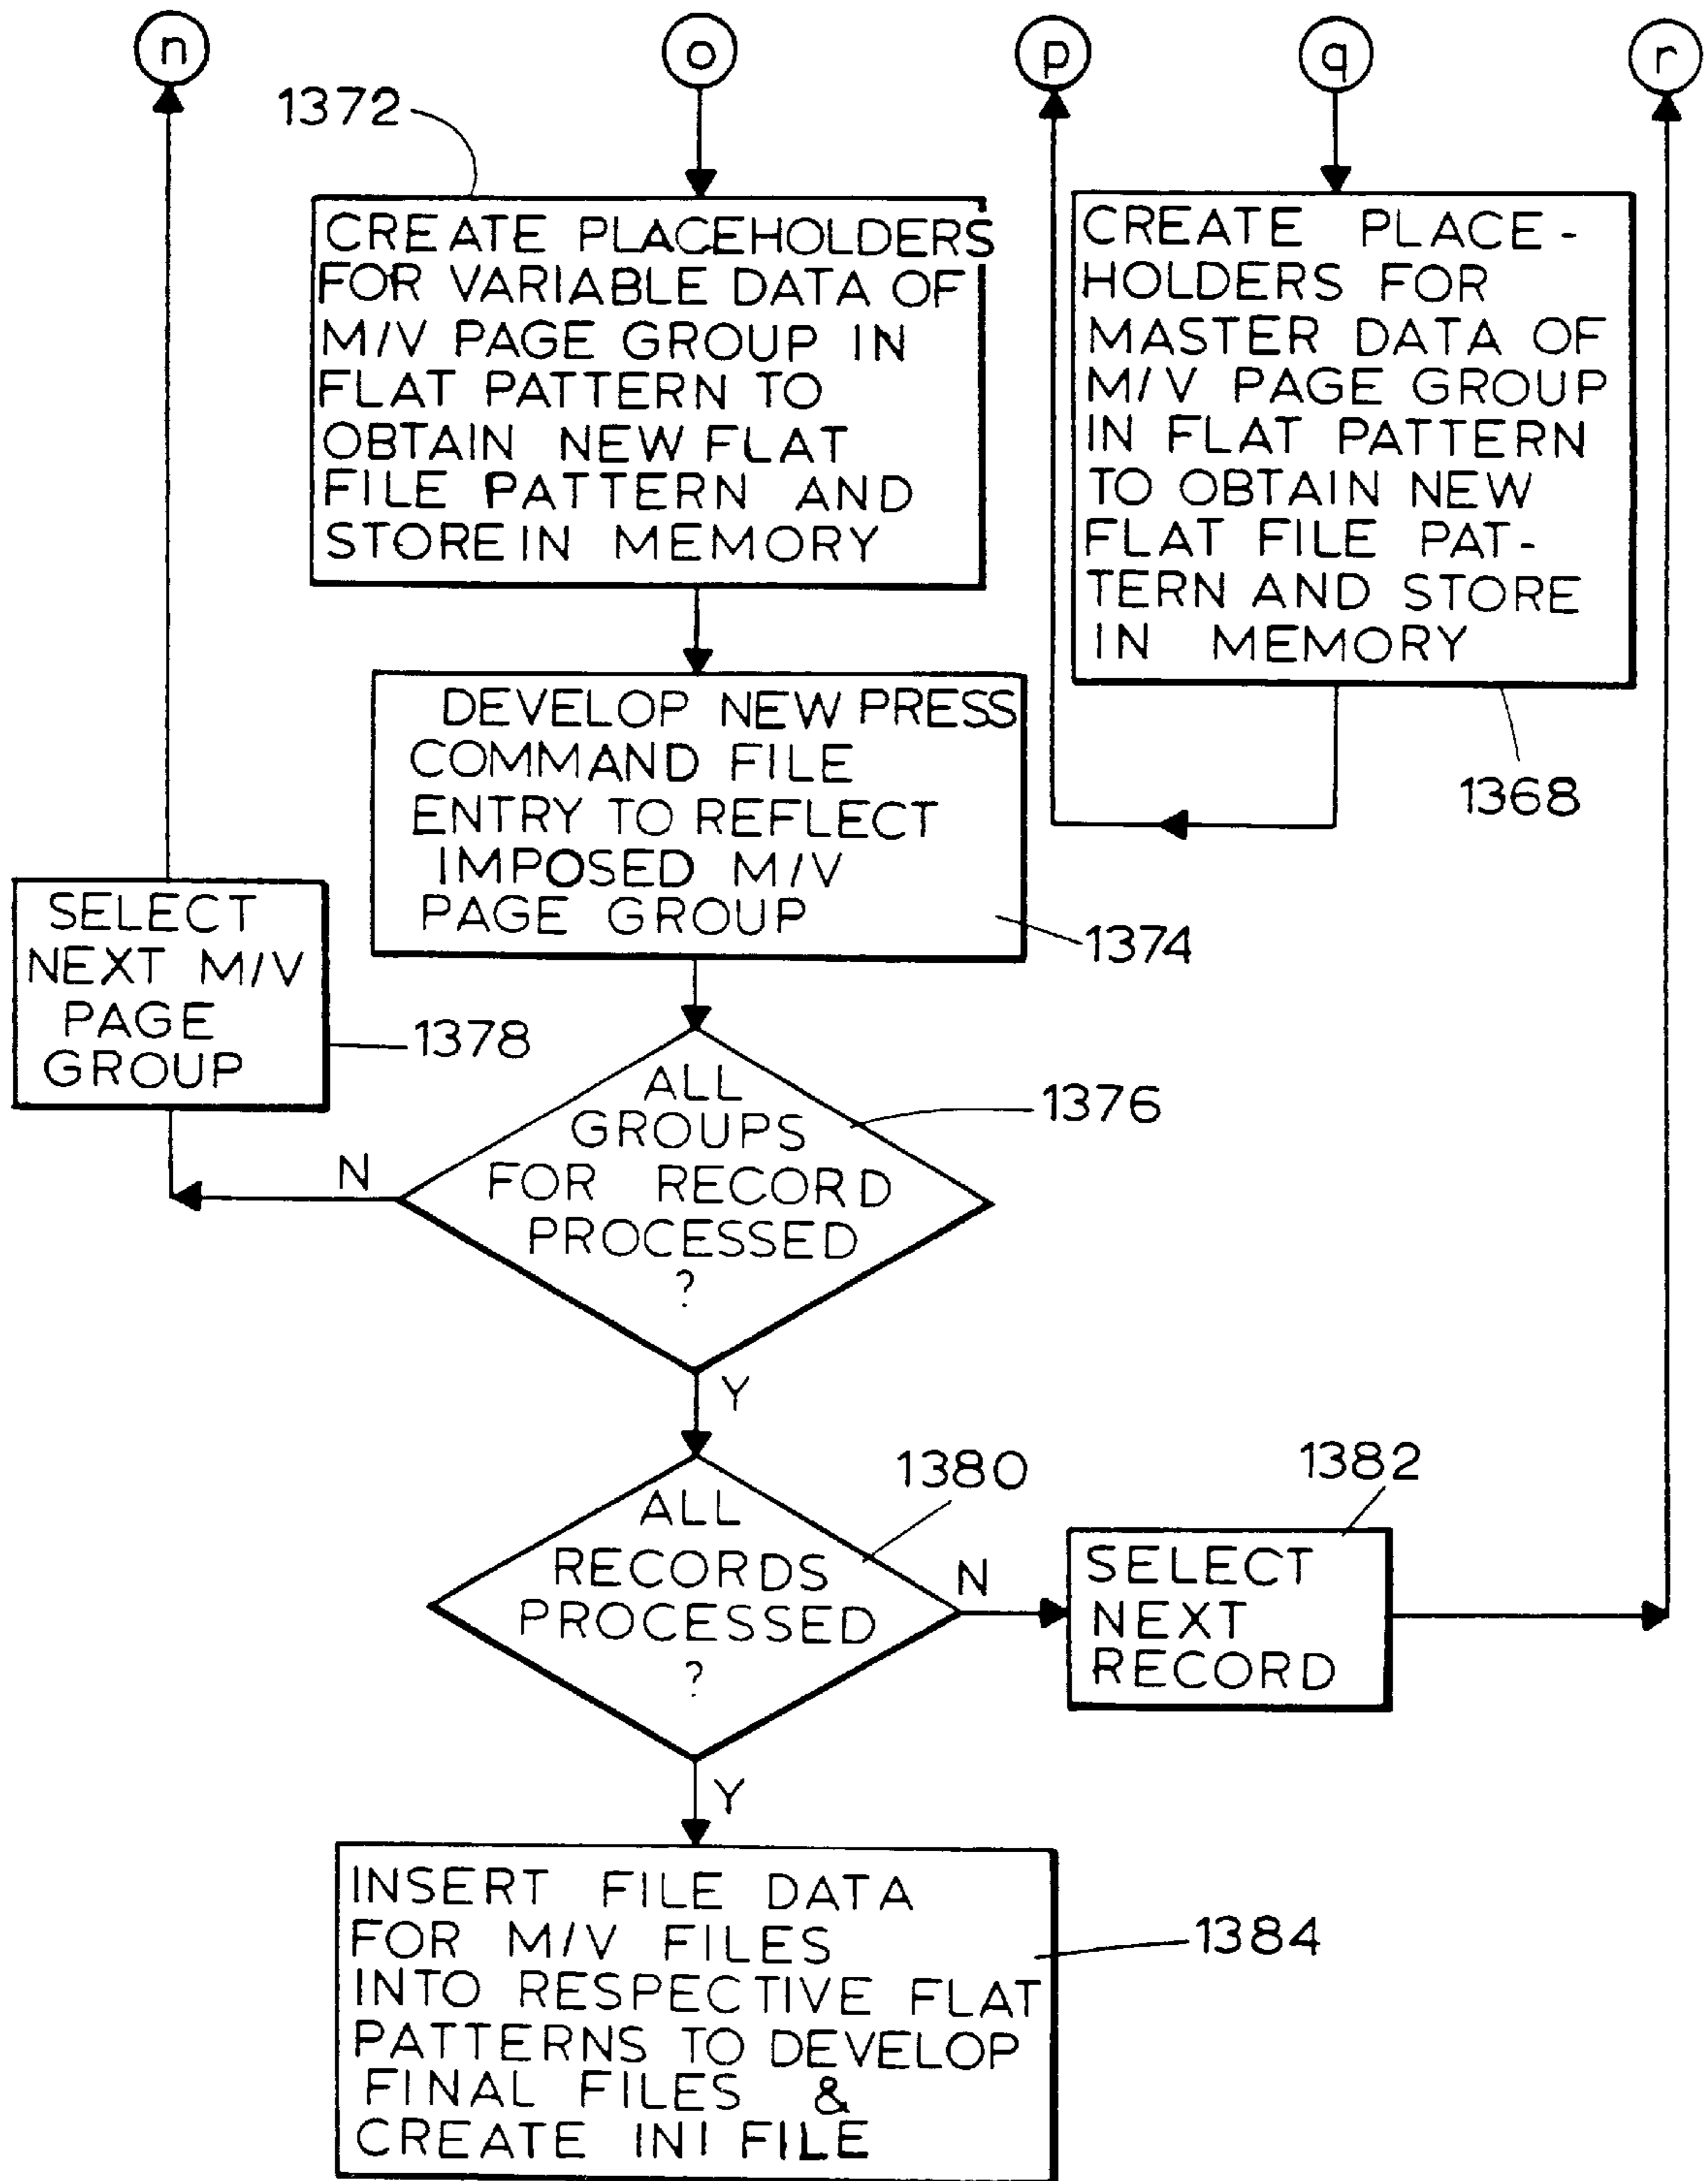 n
o
p
q
r
1372
CREATE PLACEHOLDERS
FOR VARIABLE DATA OF
M/V PAGE GROUP IN
FLAT PATTERN TO
OBTAIN NEW FLAT
FILE PATTERN AND
STORE IN MEMORY
CREATE PLACE-
HOLDERS FOR
MASTER DATA OF
M/V PAGE GROUP
IN FLAT PATTERN
TO OBTAIN NEW
FLAT FILE PAT-
TERN AND STORE
IN MEMORY
1368
DEVELOP NEW PRESS
COMMAND FILE
ENTRY TO REFLECT
IMPOSED M/V
PAGE GROUP
1374
SELECT
NEXT M/V
PAGE
GROUP
1378
ALL
GROUPS
FOR RECORD
PROCESSED
?
1376
N
Y
ALL
RECORDS
PROCESSED
?
1380
N
SELECT
NEXT
RECORD
1382
Y
INSERT FILE DATA
FOR M/V FILES
INTO RESPECTIVE FLAT
PATTERNS TO DEVELOP
FINAL FILES &
CREATE INI FILE
1384